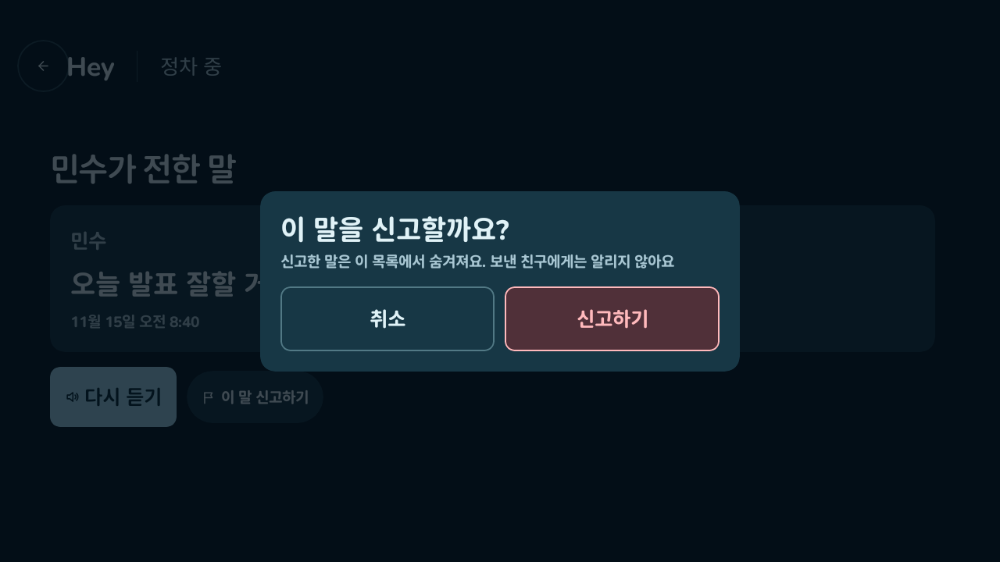 Hey
정차 중
민수가 전한 말
민수
오늘 발표 잘할
11월 15일 오전 8:40
다시 듣기
이 말 신고하기
이 말을 신고할까요?
신고한 말은 이 목록에서 숨겨져요. 보낸 친구에게는 알리지 않아요
취소
신고하기